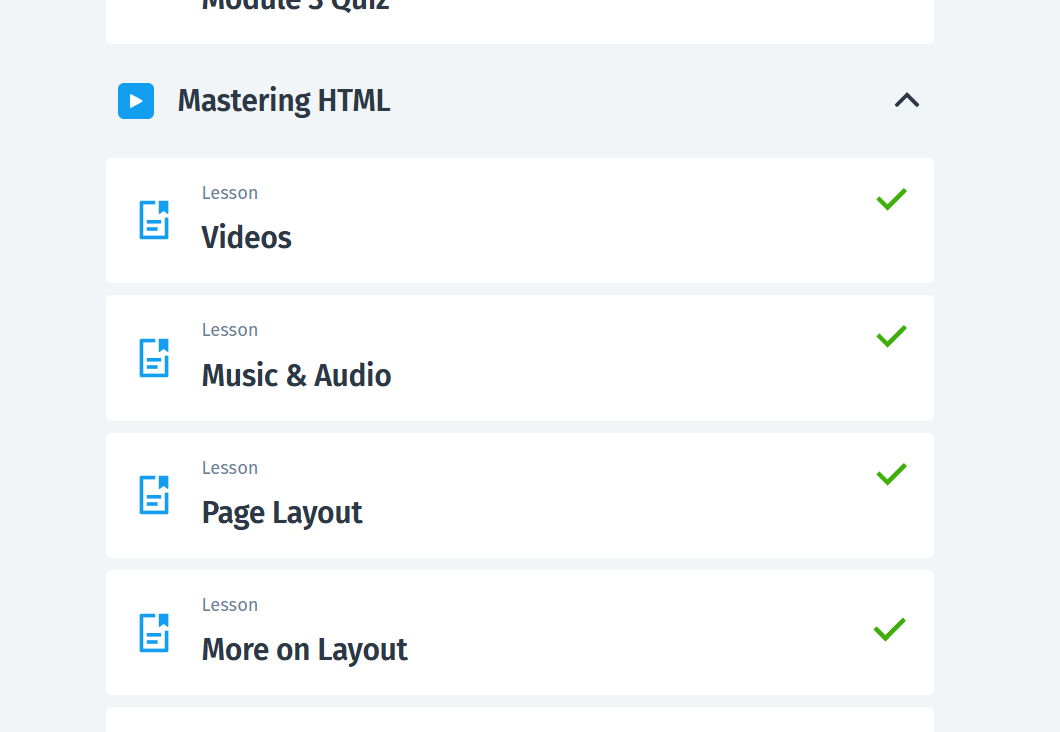 Module 3 Quiz
Mastering HTML
Lesson
Videos
Lesson
Music & Audio
Lesson
Page Layout
Lesson
More on Layout